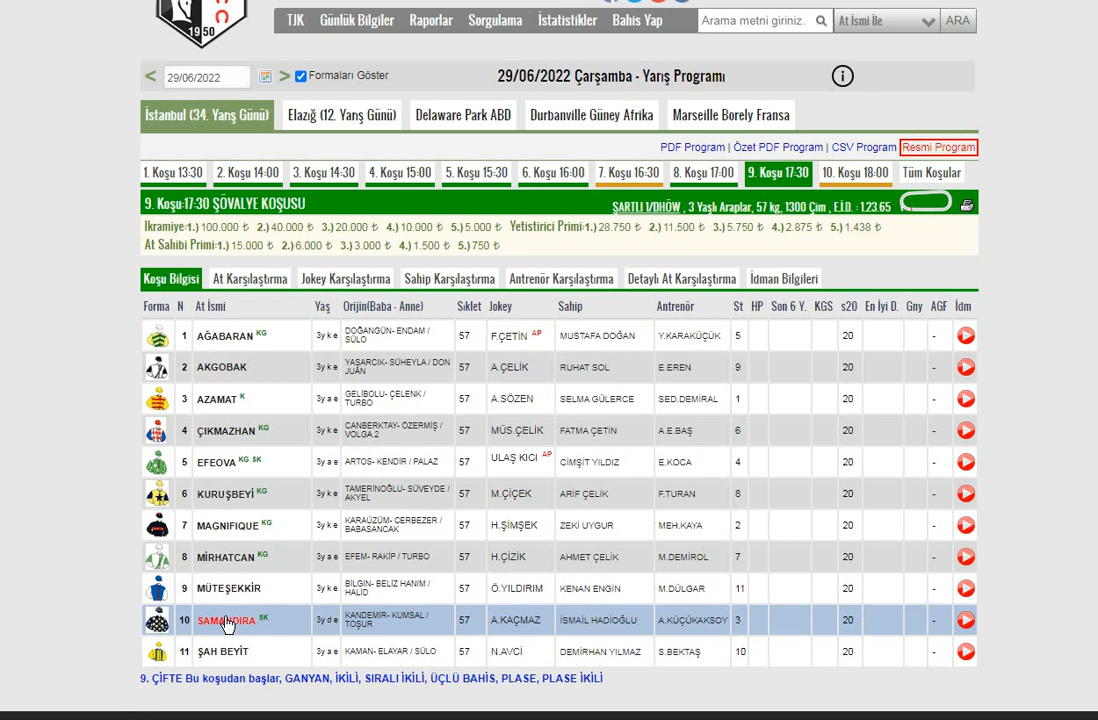 C
C
1950
TJK Günlük Bilgiler Raporlar Sorgulama İstatistikler Bahis Yap Arama metni giriniz. At İsmi İle ARA
< 29/06/2022 > Formaları Göster 29/06/2022 Çarşamba - Yarış Programı i
İstanbul (34. Yarış Günü) Elazığ (12. Yarış Günü) Delaware Park ABD Durbanville Güney Afrika Marseille Borely Fransa
PDF Program | Özet PDF Program | CSV Program Resmi Program
1. Koşu 13:30 2. Koşu 14:00 3. Koşu 14:30 4. Koşu 15:00 5. Koşu 15:30 6. Koşu 16:00 7. Koşu 16:30 8. Koşu 17:00 9. Koşu 17:30 10. Koşu 18:00 Tüm Koşular
9. Koşu:17:30 ŞÖVALYE KOŞUSU ŞARTLI 1/DHÖW , 3 Yaşlı Araplar, 57 kg, 1300 Çim , E.İ.D. : 1.23.65
Ikramiye:1.) 100.000 ₺ 2.) 40.000 ₺ 3.) 20.000 ₺ 4.) 10.000 ₺ 5.) 5.000 ₺ Yetistirici Primi:1.) 28.750 ₺ 2.) 11.500 ₺ 3.) 5.750 ₺ 4.) 2.875 ₺ 5.) 1.438 ₺
At Sahibi Primi:1.) 15.000 ₺ 2.) 6.000 ₺ 3.) 3.000 ₺ 4.) 1.500 ₺ 5.) 750 ₺
Koşu Bilgisi At Karşılaştırma Jokey Karşılaştırma Sahip Karşılaştırma Antrenör Karşılaştırma Detaylı At Karşılaştırma İdman Bilgileri
Forma N At İsmi Yaş Orijin(Baba - Anne) Sıklet Jokey Sahip Antrenör St HP Son 6 Y. KGS s20 En İyi D. Gny AGF İdm
1 AĞABARAN KG 3y k e DOĞANGÜN- ENDAM / SÜLO 57 F.ÇETİN AP MUSTAFA DOĞAN Y.KARAKÜÇÜK 5 20 -
2 AKGOBAK 3y k e YAŞARCIK- SÜHEYLA / DON JUAN 57 A.ÇELİK RUHAT SOL E.EREN 9 20 -
3 AZAMAT K 3y a e GELİBOLU- ÇELENK / TURBO 57 A.SÖZEN SELMA GÜLERCE SED.DEMİRAL 1 20 -
4 ÇIKMAZHAN KG 3y k e CANBERKTAY- ÖZERMİŞ / VOLGA.2 57 MÜS.ÇELİK FATMA ÇETİN A.E.BAŞ 6 20 -
5 EFEOVA KG SK 3y a e ARTOS- KENDİR / PALAZ 57 ULAŞ KICI AP CİMŞİT YILDIZ E.KOCA 4 20 -
6 KURUŞBEYİ KG 3y k e TAMERİNOĞLU- SÜVEYDE / AKYEL 57 M.ÇİÇEK ARİF ÇELİK F.TURAN 8 20 -
7 MAGNIFIQUE KG 3y k e KARAÜZÜM- CERBEZER / BABASANCAK 57 H.ŞİMŞEK ZEKİ UYGUR MEH.KAYA 2 20 -
8 MİRHATCAN KG 3y a e EFEM- RAKİP / TURBO 57 H.ÇİZİK AHMET ÇELİK M.DEMİROL 7 20 -
9 MÜTEŞEKKİR 3y k e BİLGİN- BELİZ HANIM / HALİD 57 Ö.YILDIRIM KENAN ENGİN M.DÜLGAR 11 20 -
10 SAMANDIRA SK 3y d e KANDEMİR- KUMSAL / TOŞUR 57 A.KAÇMAZ İSMAİL HADİOĞLU A.KÜÇÜKAKSOY 3 20 -
11 ŞAH BEYİT 3y a e KAMAN- ELAYAR / SÜLO 57 N.AVCİ DEMİRHAN YILMAZ S.BEKTAŞ 10 20 -
9. ÇİFTE Bu koşudan başlar, GANYAN, İKİLİ, SIRALI İKİLİ, ÜÇLÜ BAHİS, PLASE, PLASE İKİLİ